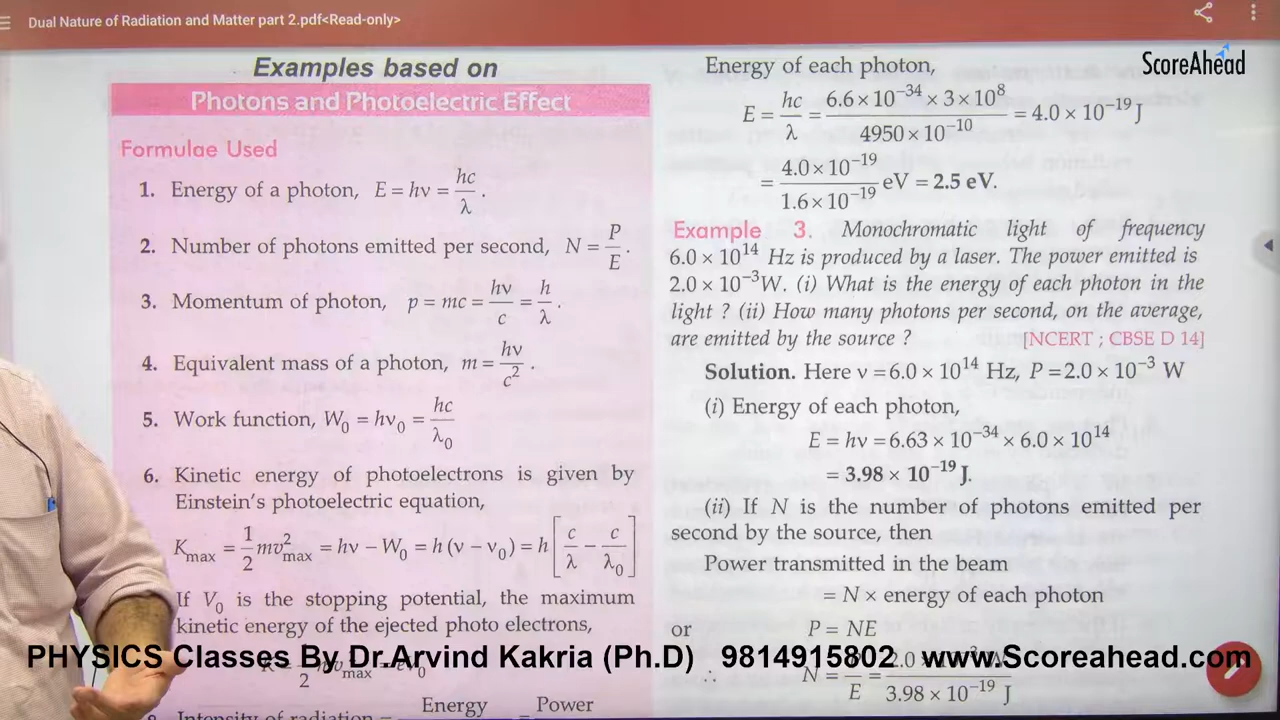 Dual Nature of Radiation and Matter part 2.pdf<Read-only>
ScoreAhead
Examples based on
Photons and Photoelectric Effect
Formulae Used
1. Energy of a photon, E = hν = hc/λ .
2. Number of photons emitted per second, N = P/E .
3. Momentum of photon, p = mc = hν/c = h/λ .
4. Equivalent mass of a photon, m = hν/c² .
5. Work function, W₀ = hν₀ = hc/λ₀
6. Kinetic energy of photoelectrons is given by
Einstein's photoelectric equation,
Kmax = 1/2 mv²max = hν – W₀ = h(ν – ν₀) = h[c/λ – c/λ₀]
If V₀ is the stopping potential, the maximum
kinetic energy of the ejected photo electrons,
Intensity of radiation = Energy = Power
Energy of each photon,
E = hc/λ = 6.6 × 10⁻³⁴ × 3 × 10⁸ / 4950 × 10⁻¹⁰ = 4.0 × 10⁻¹⁹ J
= 4.0 × 10⁻¹⁹ / 1.6 × 10⁻¹⁹ eV = 2.5 eV.
Example 3. Monochromatic light of frequency
6.0 × 10¹⁴ Hz is produced by a laser. The power emitted is
2.0 × 10⁻³ W. (i) What is the energy of each photon in the
light ? (ii) How many photons per second, on the average,
are emitted by the source ? [NCERT ; CBSE D 14]
Solution. Here ν = 6.0 × 10¹⁴ Hz, P = 2.0 × 10⁻³ W
(i) Energy of each photon,
E = hν = 6.63 × 10⁻³⁴ × 6.0 × 10¹⁴
= 3.98 × 10⁻¹⁹ J.
(ii) If N is the number of photons emitted per
second by the source, then
Power transmitted in the beam
= N × energy of each photon
or P = NE
∴ N = P/E = 2.0 × 10⁻³ W / 3.98 × 10⁻¹⁹ J
PHYSICS Classes By Dr.Arvind Kakria (Ph.D) 9814915802 www.Scoreahead.com